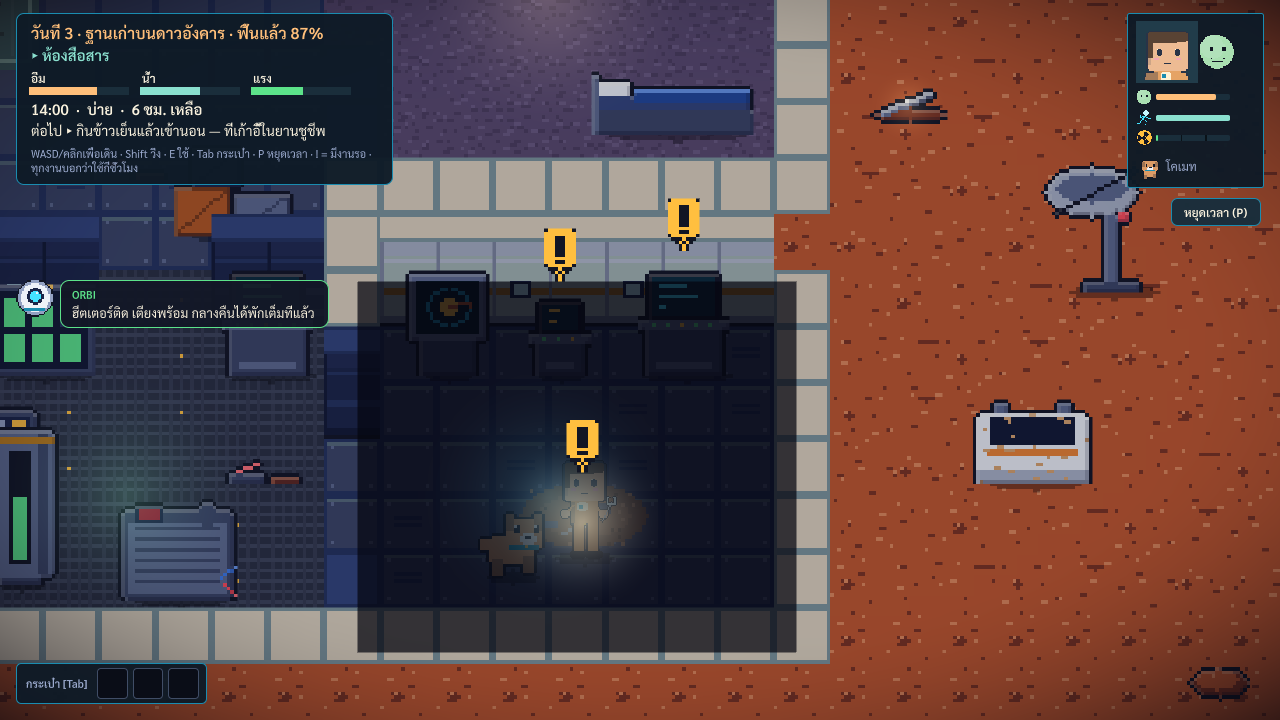 วันที่ 3 · ฐานเก่าบนดาวอังคาร · ฟื้นแล้ว 87%
▸ ห้องสื่อสาร
อิ่ม น้ำ แรง
14:00 · บ่าย · 6 ชม. เหลือ
ต่อไป ▸ กินข้าวเย็นแล้วเข้านอน — ที่เก้าอี้ในยานชูชีพ
WASD/คลิกเพื่อเดิน · Shift วิ่ง · E ใช้ · Tab กระเป๋า · P หยุดเวลา · ! = มีงานรอ ·
ทุกงานบอกว่าใช้กี่ชั่วโมง
โคเมท
หยุดเวลา (P)
ORBI
ฮีตเตอร์ติด เตียงพร้อม กลางคืนได้พักเต็มที่แล้ว
กระเป๋า [Tab]